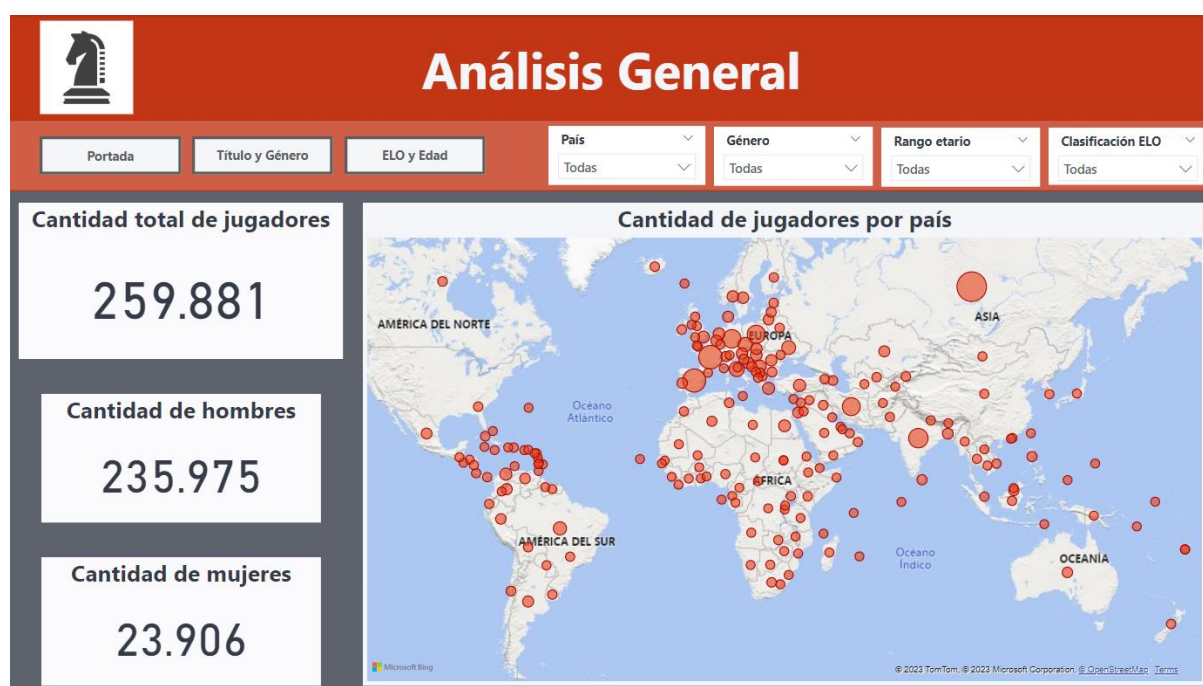 Análisis General
Portada
Título y Género
ELO y Edad
País
Todas
Género
Todas
Rango etario
Todas
Clasificación ELO
Todas
Cantidad total de jugadores
259.881
Cantidad de hombres
235.975
Cantidad de mujeres
23.906
Cantidad de jugadores por país
AMÉRICA DEL NORTE
EUROPA
ASIA
Océano
Atlántico
ÁFRICA
AMÉRICA DEL SUR
Océano
Índico
OCEANÍA
Microsoft Bing
© 2023 TomTom, © 2023 Microsoft Corporation, © OpenStreetMap Terms